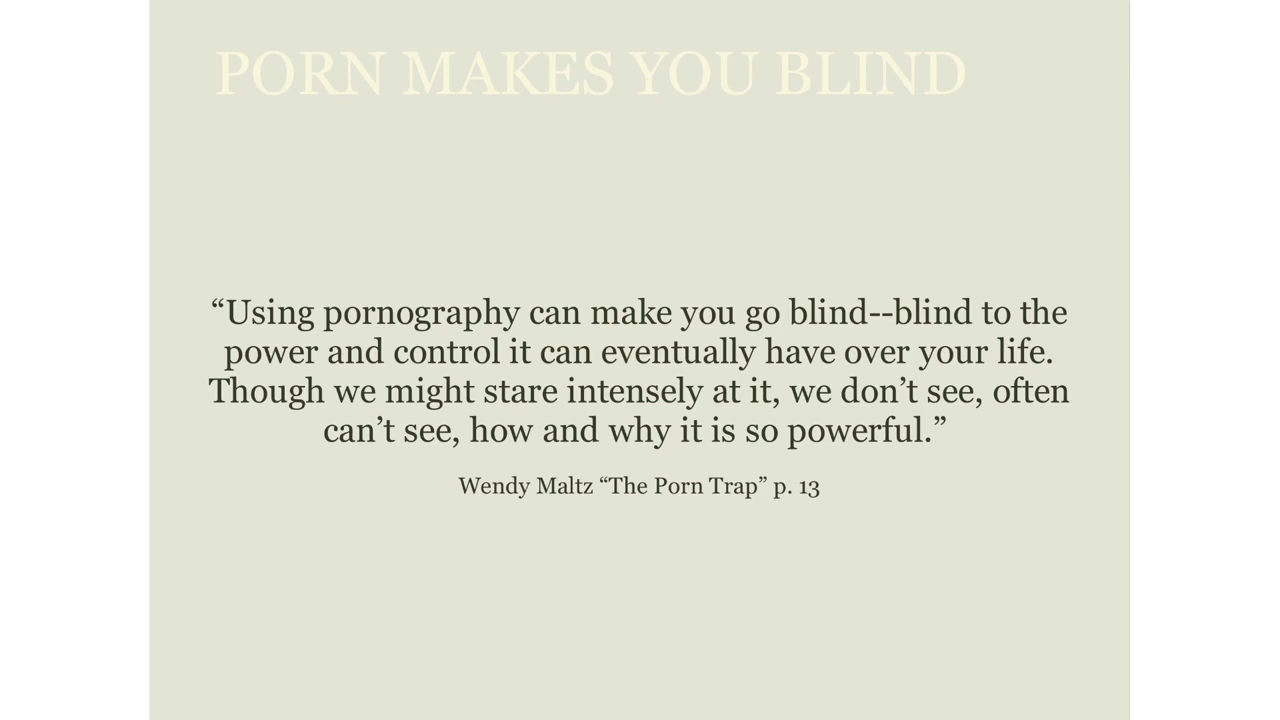 PORN MAKES YOU BLIND
“Using pornography can make you go blind--blind to the
power and control it can eventually have over your life.
Though we might stare intensely at it, we don’t see, often
can’t see, how and why it is so powerful.”
Wendy Maltz “The Porn Trap” p. 13